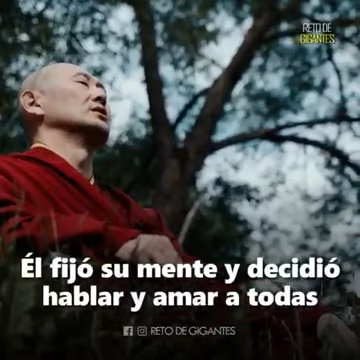 RETO DE
GIGANTES
Él fijó su mente y decidió
hablar y amar a todas
RETO DE GIGANTES